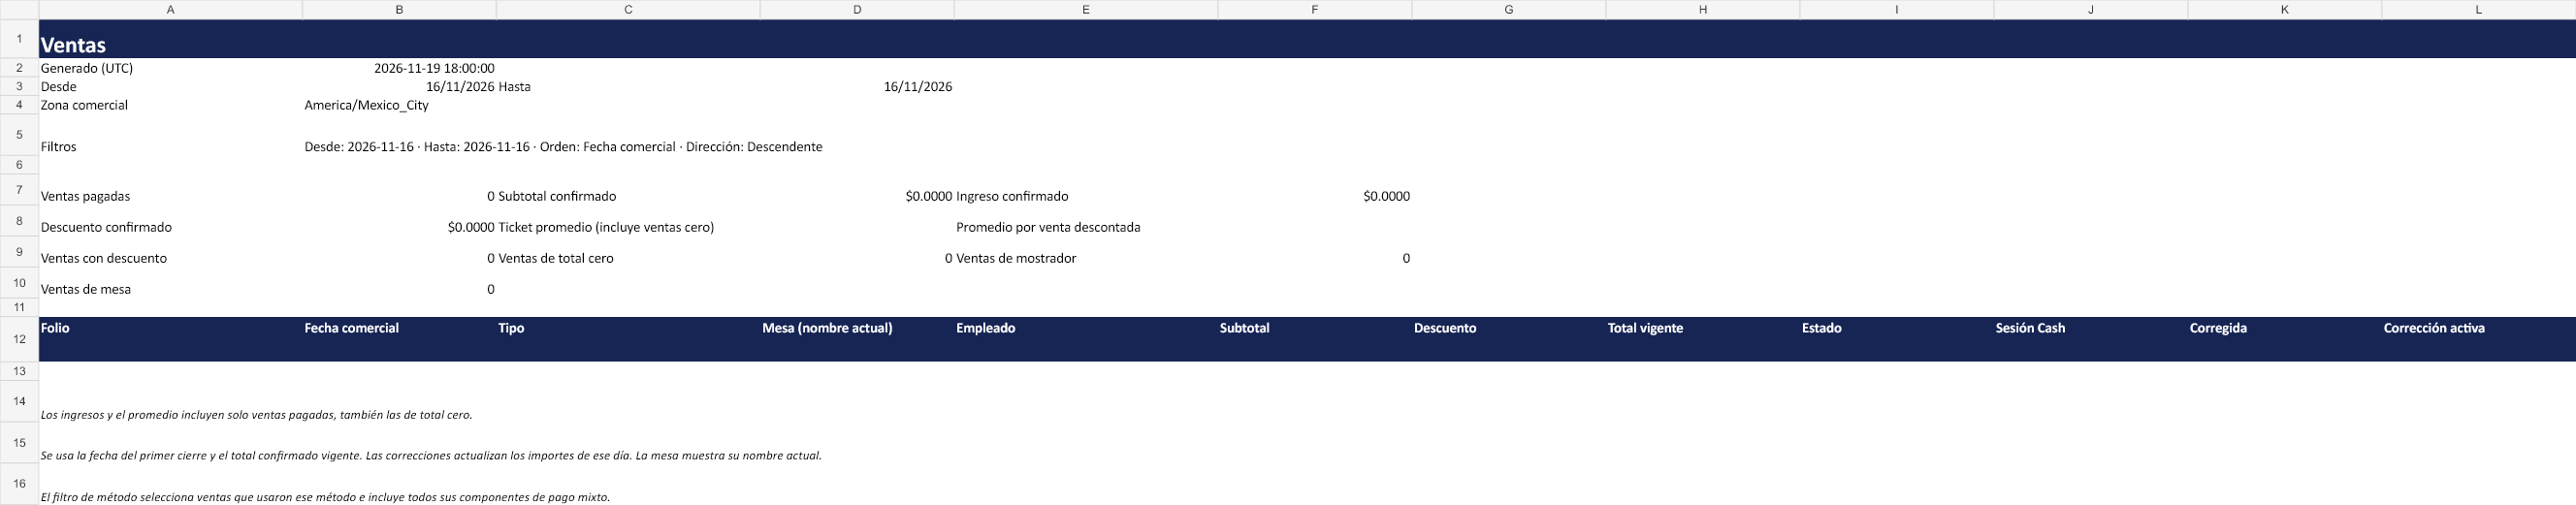 A B C D E F G H I J K L
1 Ventas
2 Generado (UTC) 2026-11-19 18:00:00
3 Desde 16/11/2026 Hasta 16/11/2026
4 Zona comercial America/Mexico_City
5 Filtros Desde: 2026-11-16 · Hasta: 2026-11-16 · Orden: Fecha comercial · Dirección: Descendente
6
7 Ventas pagadas 0 Subtotal confirmado $0.0000 Ingreso confirmado $0.0000
8 Descuento confirmado $0.0000 Ticket promedio (incluye ventas cero) Promedio por venta descontada
9 Ventas con descuento 0 Ventas de total cero 0 Ventas de mostrador 0
10 Ventas de mesa 0
11
12 Folio Fecha comercial Tipo Mesa (nombre actual) Empleado Subtotal Descuento Total vigente Estado Sesión Cash Corregida Corrección activa
13
14 Los ingresos y el promedio incluyen solo ventas pagadas, también las de total cero.
15 Se usa la fecha del primer cierre y el total confirmado vigente. Las correcciones actualizan los importes de ese día. La mesa muestra su nombre actual.
16 El filtro de método selecciona ventas que usaron ese método e incluye todos sus componentes de pago mixto.